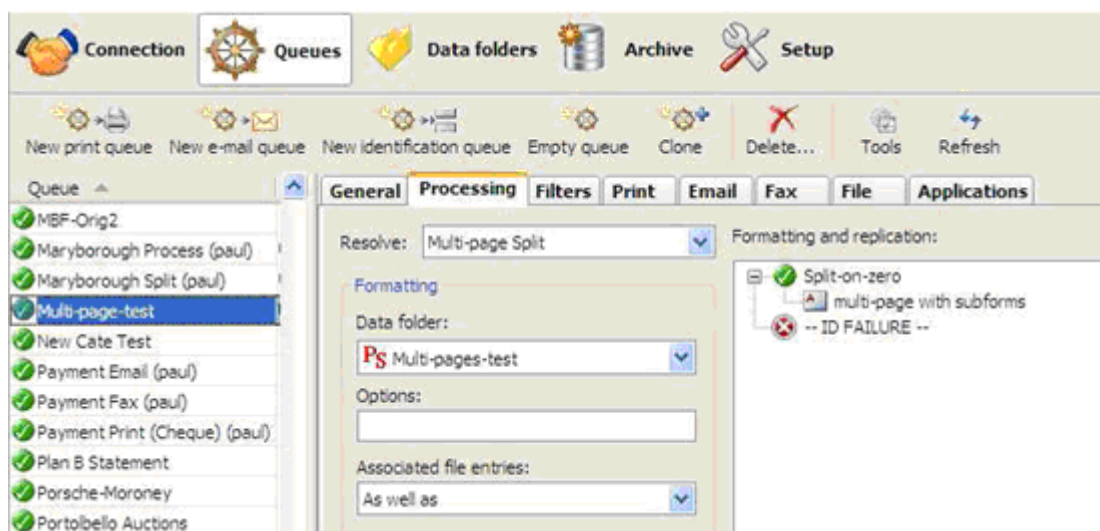 Connection Queues Data folders Archive Setup
New print queue New e-mail queue New identification queue Empty queue Clone Delete... Tools Refresh
Queue
MBF-Orig2
Maryborough Process (paul)
Maryborough Split (paul)
Multi-page-test
New Cate Test
Payment Email (paul)
Payment Fax (paul)
Payment Print (Cheque) (paul)
Plan B Statement
Porsche-Moroney
Portobello Auctions
General Processing Filters Print Email Fax File Applications
Resolve: Multi-page Split
Formatting
Data folder:
PS Multi-pages-test
Options:
Associated file entries:
As well as
Formatting and replication:
Split-on-zero
A multi-page with subforms
-- ID FAILURE --